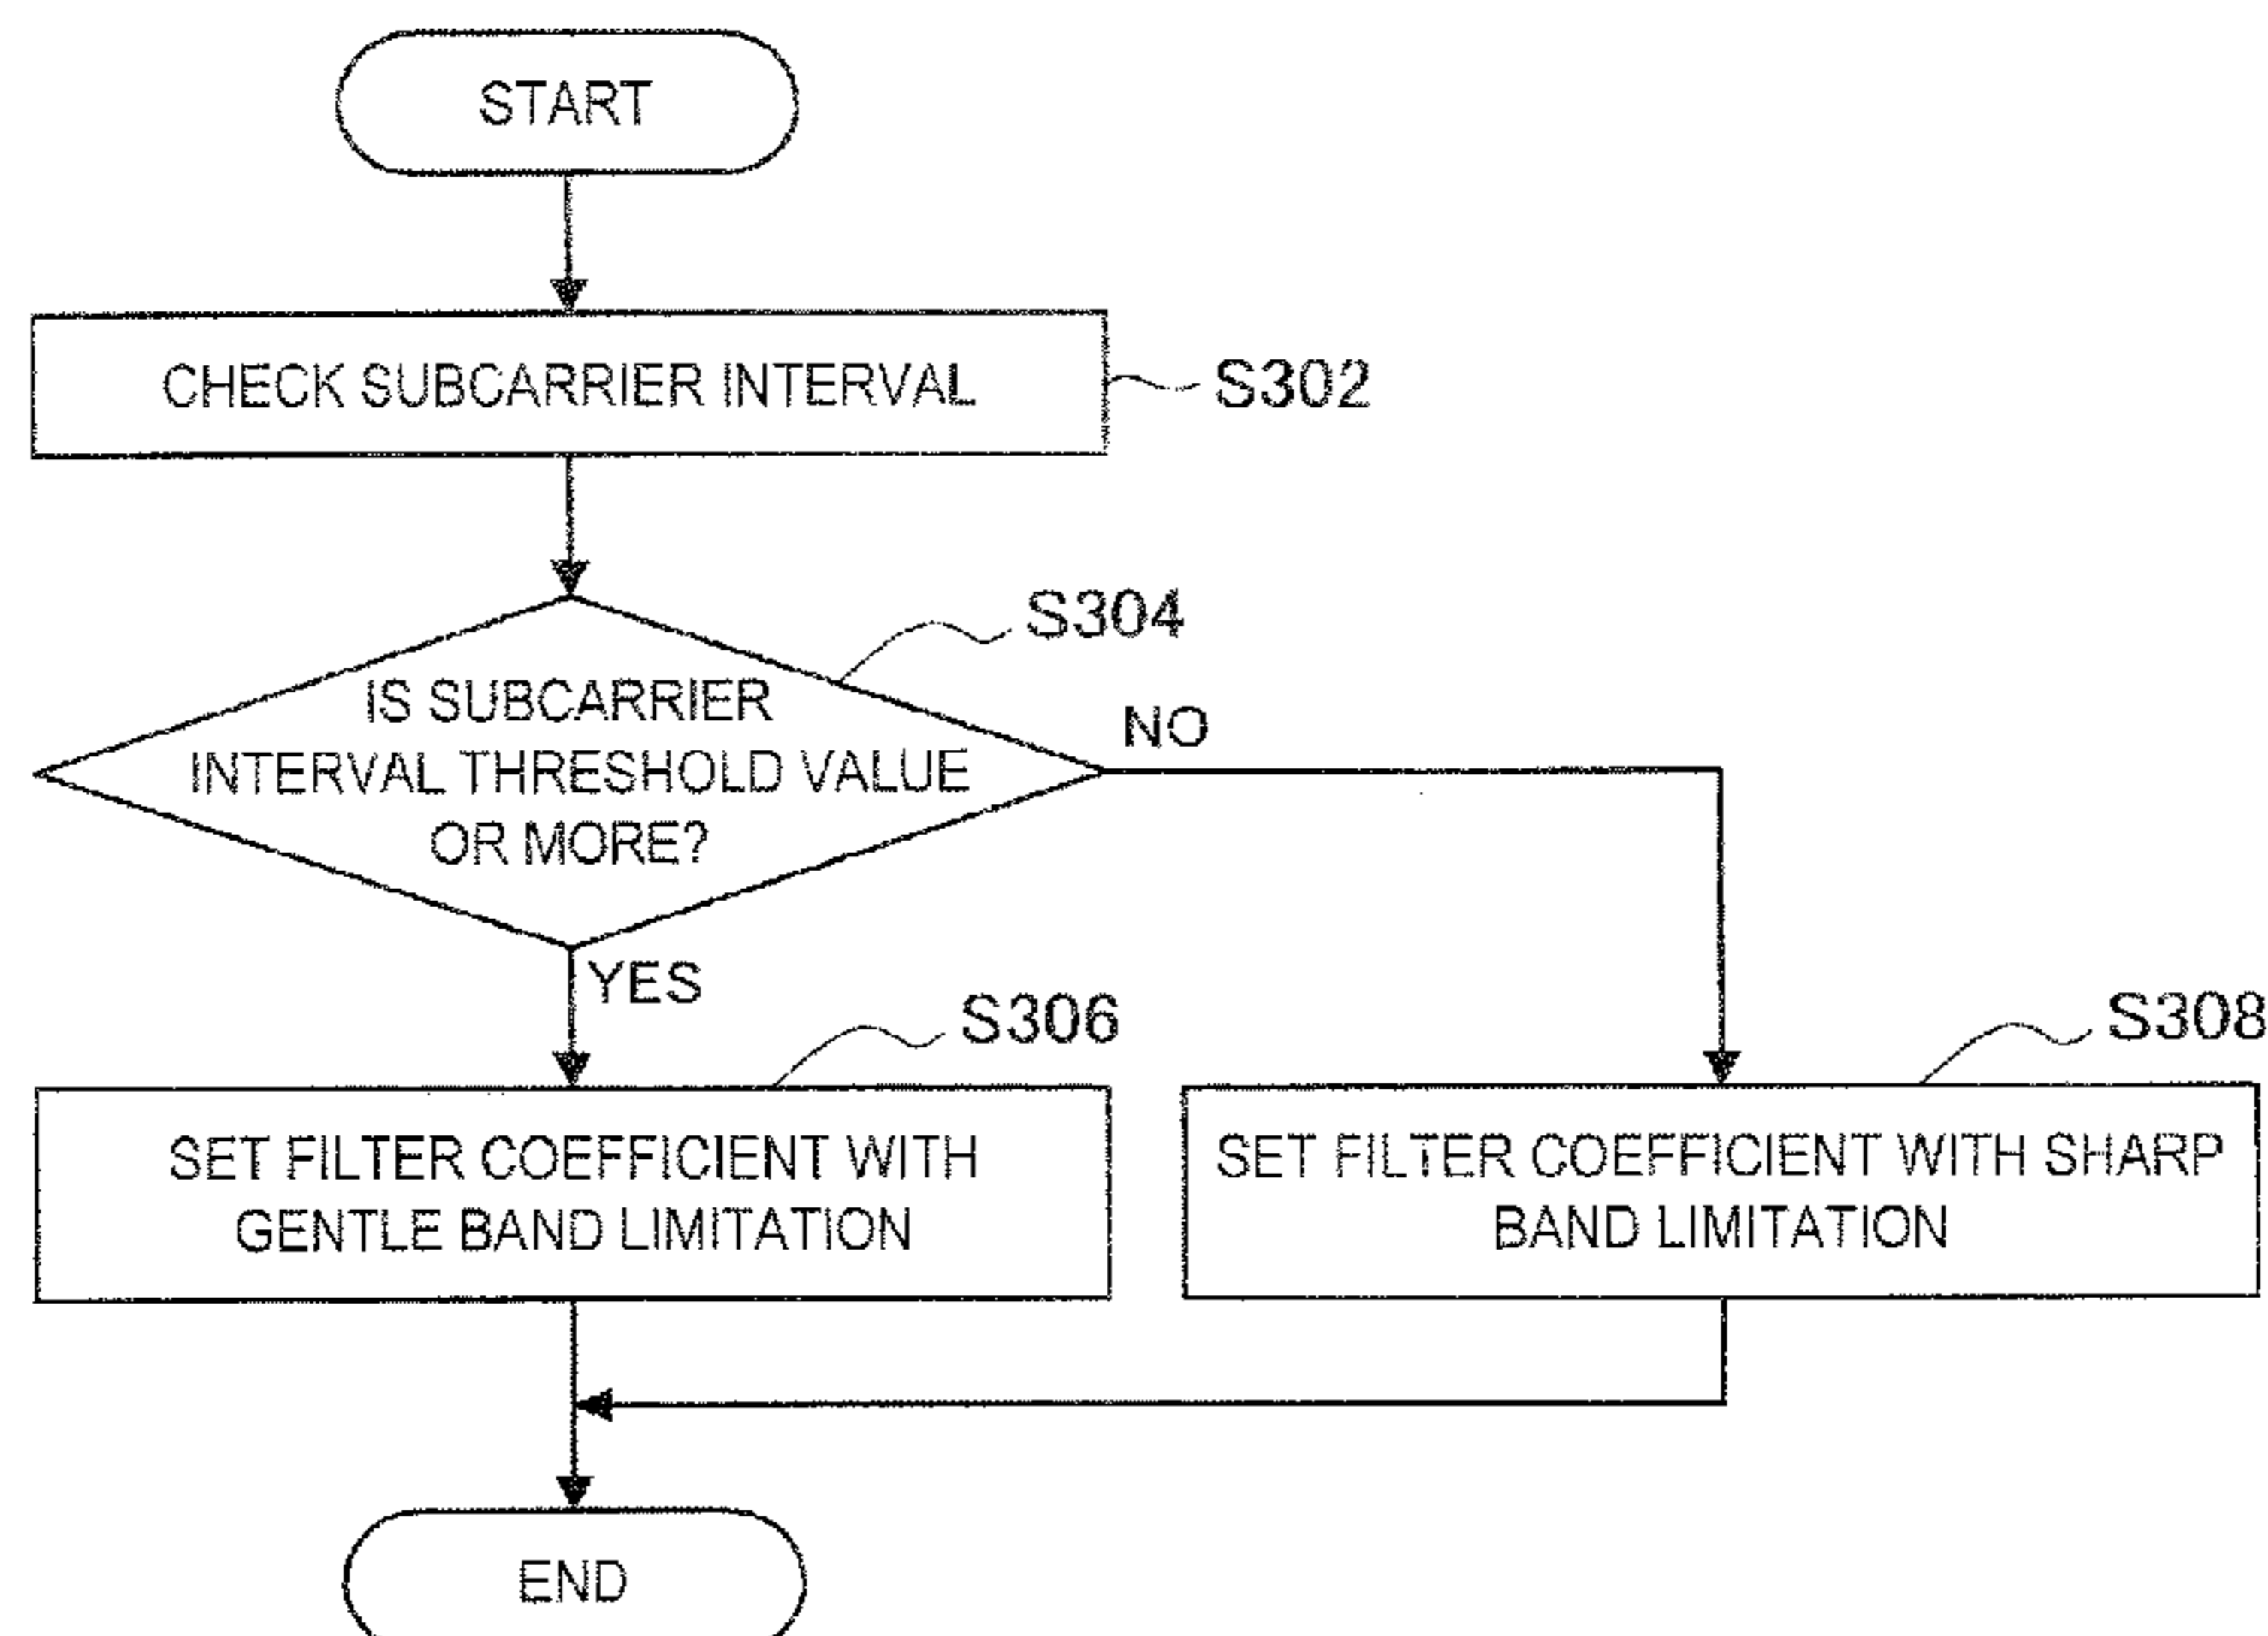 START
CHECK SUBCARRIER INTERVAL
S302
S304
IS SUBCARRIER
INTERVAL THRESHOLD VALUE
OR MORE?
NO
YES
S306
SET FILTER COEFFICIENT WITH
GENTLE BAND LIMITATION
S308
SET FILTER COEFFICIENT WITH SHARP
BAND LIMITATION
END